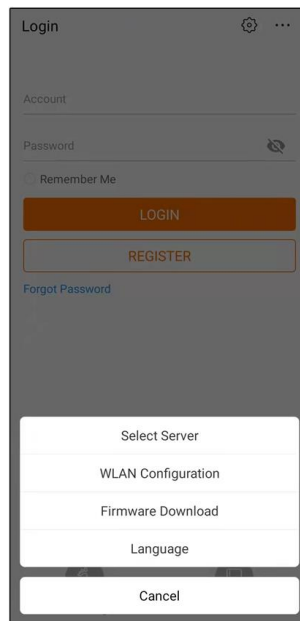 Login
Account
Password
Remember Me
LOGIN
REGISTER
Forgot Password
Select Server
WLAN Configuration
Firmware Download
Language
Cancel